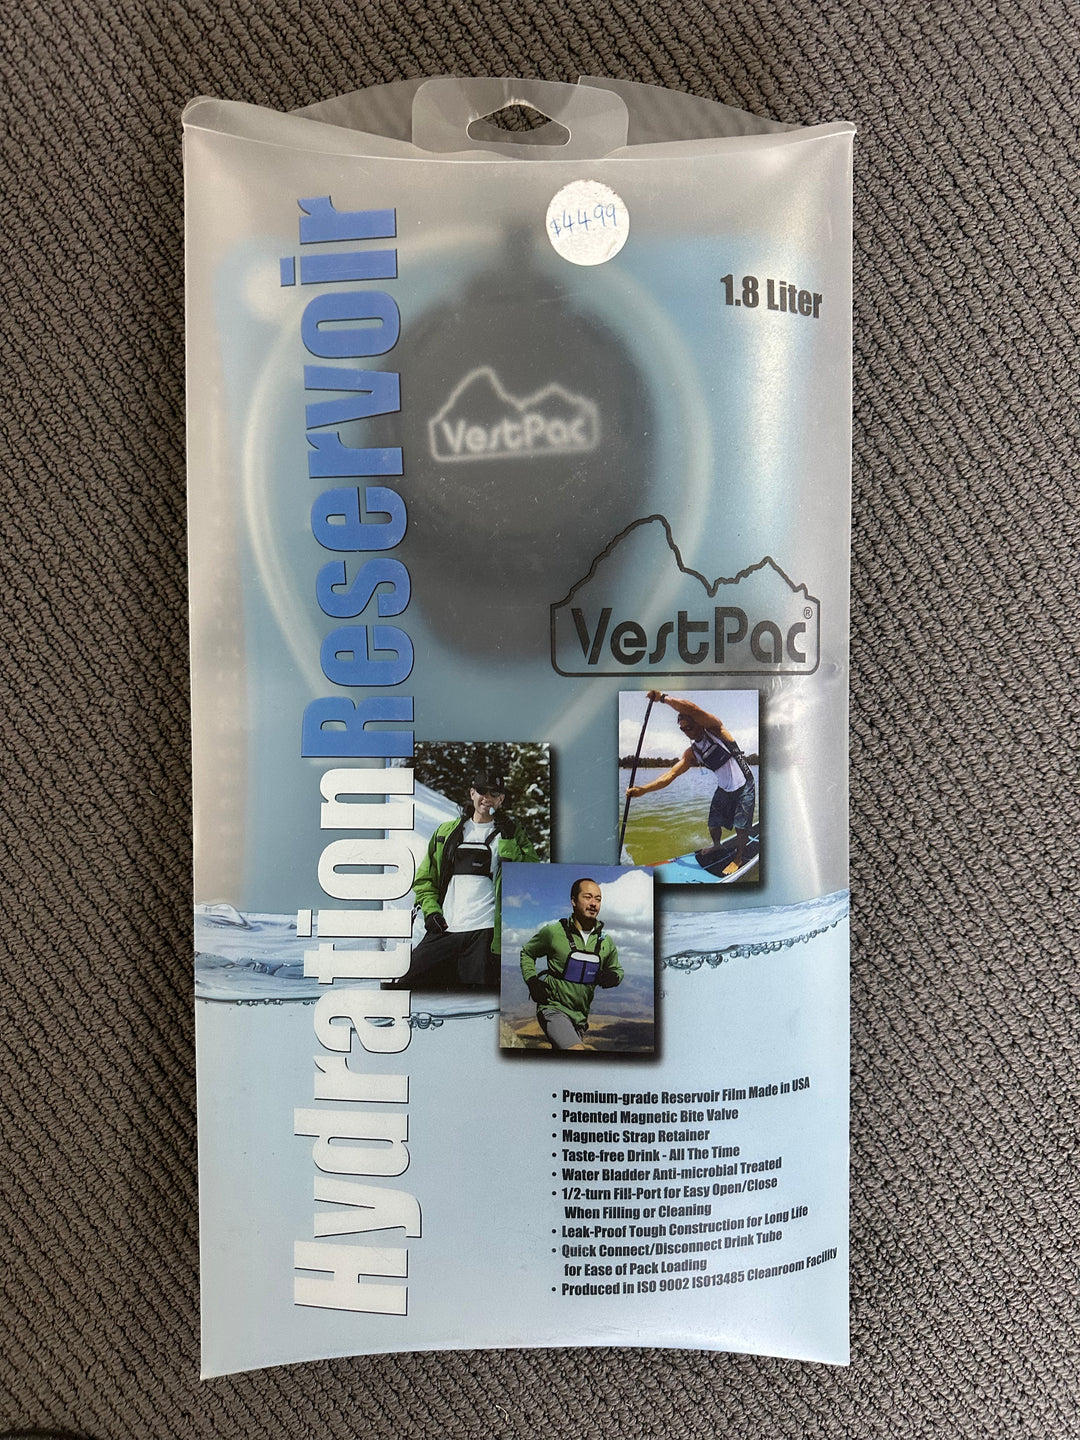 $44.99
1.8 Liter
VestPac
VestPac®
Hydration Reservoir
• Premium-grade Reservoir Film Made in USA
• Patented Magnetic Bite Valve
• Magnetic Strap Retainer
• Taste-free Drink - All The Time
• Water Bladder Anti-microbial Treated
• 1/2-turn Fill-Port for Easy Open/Close
When Filling or Cleaning
• Leak-Proof Tough Construction for Long Life
• Quick Connect/Disconnect Drink Tube
for Ease of Pack Loading
• Produced in ISO 9002 ISO13485 Cleanroom Facility